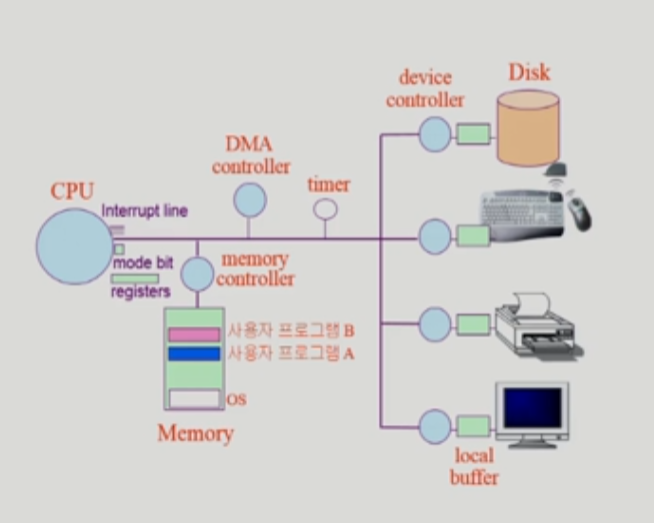 Disk
device
controller
DMA
controller
timer
CPU
Interrupt line
mode bit
registers
memory
controller
사용자 프로그램 B
사용자 프로그램 A
OS
Memory
local
buffer